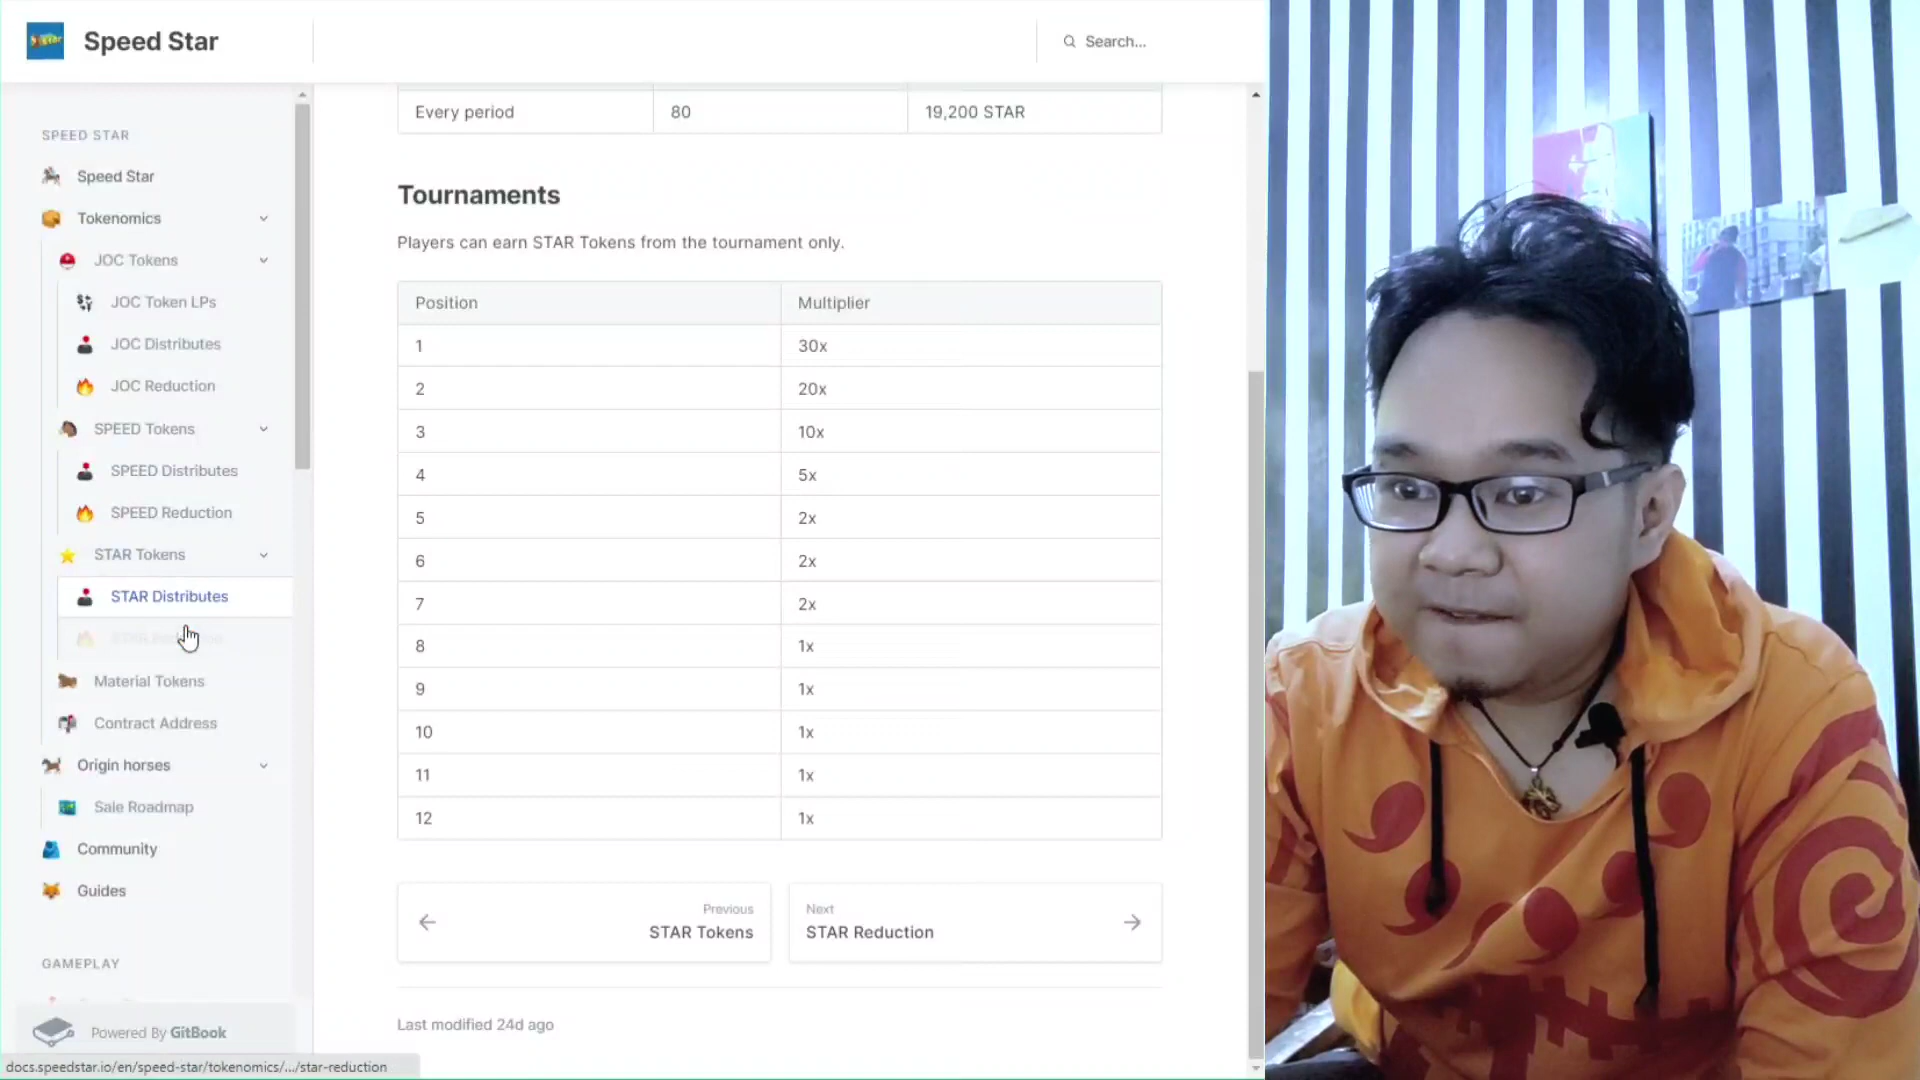 Speed Star
Search...
SPEED STAR
Speed Star
Tokenomics
JOC Tokens
JOC Token LPs
JOC Distributes
JOC Reduction
SPEED Tokens
SPEED Distributes
SPEED Reduction
STAR Tokens
STAR Distributes
Material Tokens
Contract Address
Origin horses
Sale Roadmap
Community
Guides
GAMEPLAY
Powered By GitBook
docs.speedstar.io/en/speed-star/tokenomics/.../star-reduction
Every period 80 19,200 STAR
Tournaments
Players can earn STAR Tokens from the tournament only.
Position Multiplier
1 30x
2 20x
3 10x
4 5x
5 2x
6 2x
7 2x
8 1x
9 1x
10 1x
11 1x
12 1x
Previous
STAR Tokens
Next
STAR Reduction
Last modified 24d ago